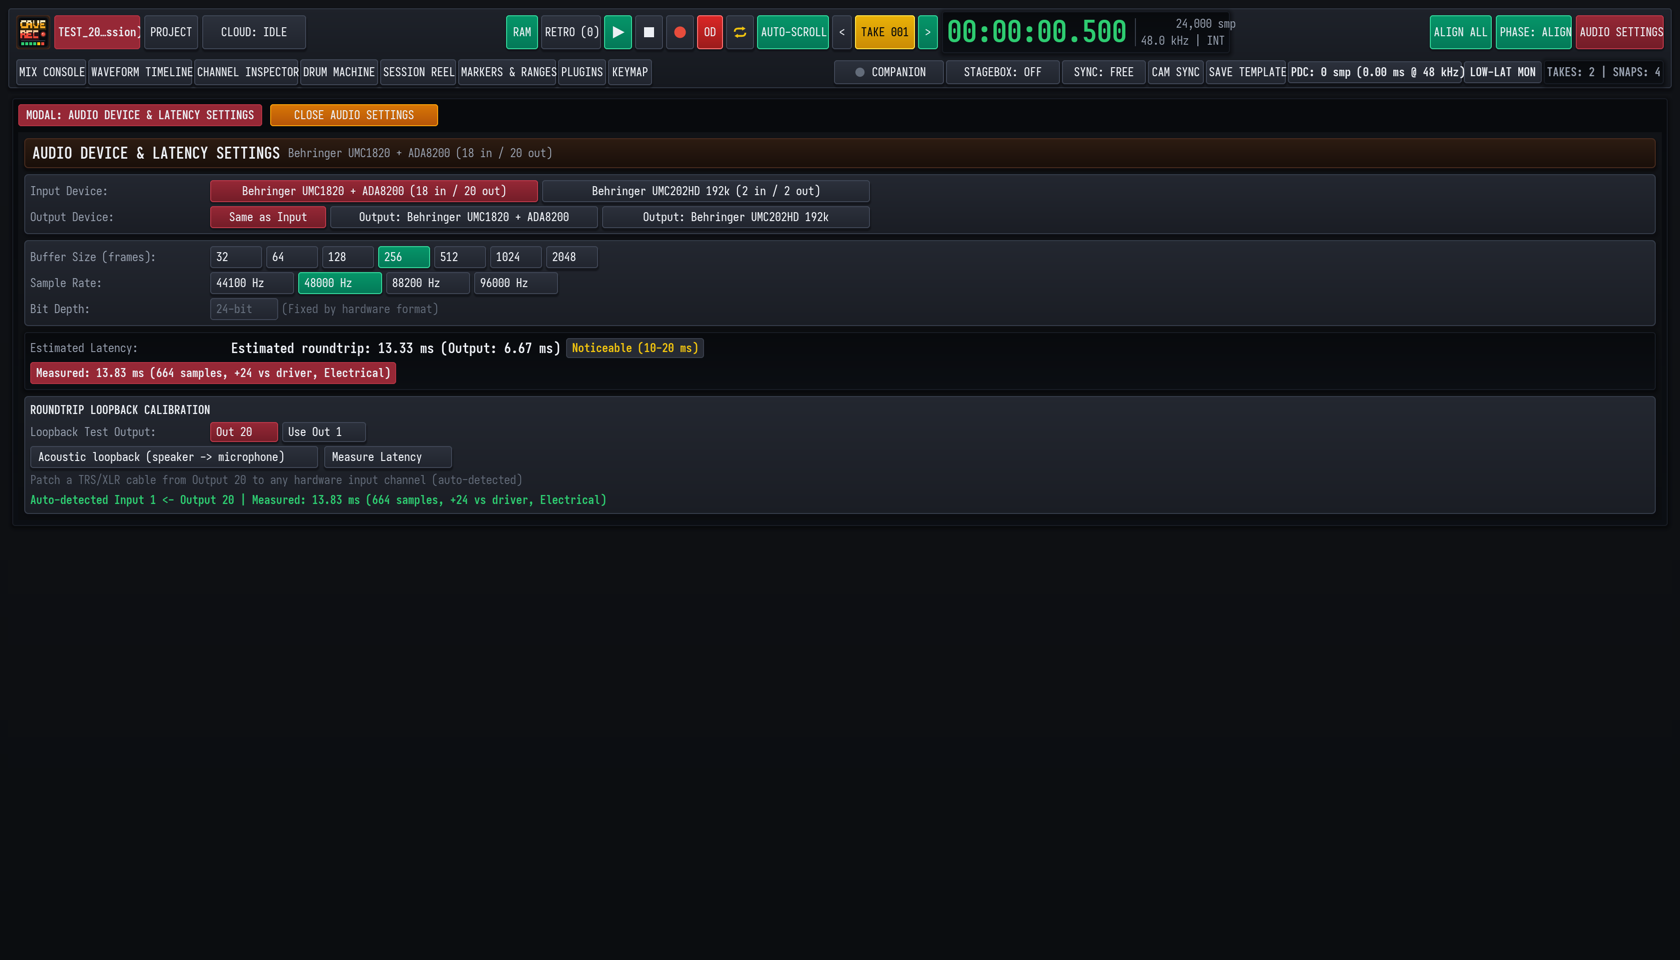 CAVE REC TEST_20…ssion] PROJECT CLOUD: IDLE RAM RETRO (0) OD AUTO-SCROLL < TAKE 001 > 00:00:00.500 24,000 smp ALIGN ALL PHASE: ALIGN AUDIO SETTINGS
48.0 kHz | INT
MIX CONSOLE WAVEFORM TIMELINE CHANNEL INSPECTOR DRUM MACHINE SESSION REEL MARKERS & RANGES PLUGINS KEYMAP COMPANION STAGEBOX: OFF SYNC: FREE CAM SYNC SAVE TEMPLATE PDC: 0 smp (0.00 ms @ 48 kHz) LOW-LAT MON TAKES: 2 | SNAPS: 4
MODAL: AUDIO DEVICE & LATENCY SETTINGS CLOSE AUDIO SETTINGS
AUDIO DEVICE & LATENCY SETTINGS Behringer UMC1820 + ADA8200 (18 in / 20 out)
Input Device: Behringer UMC1820 + ADA8200 (18 in / 20 out) Behringer UMC202HD 192k (2 in / 2 out)
Output Device: Same as Input Output: Behringer UMC1820 + ADA8200 Output: Behringer UMC202HD 192k
Buffer Size (frames): 32 64 128 256 512 1024 2048
Sample Rate: 44100 Hz 48000 Hz 88200 Hz 96000 Hz
Bit Depth: 24-bit (Fixed by hardware format)
Estimated Latency: Estimated roundtrip: 13.33 ms (Output: 6.67 ms) Noticeable (10-20 ms)
Measured: 13.83 ms (664 samples, +24 vs driver, Electrical)
ROUNDTRIP LOOPBACK CALIBRATION
Loopback Test Output: Out 20 Use Out 1
Acoustic loopback (speaker -> microphone) Measure Latency
Patch a TRS/XLR cable from Output 20 to any hardware input channel (auto-detected)
Auto-detected Input 1 <- Output 20 | Measured: 13.83 ms (664 samples, +24 vs driver, Electrical)